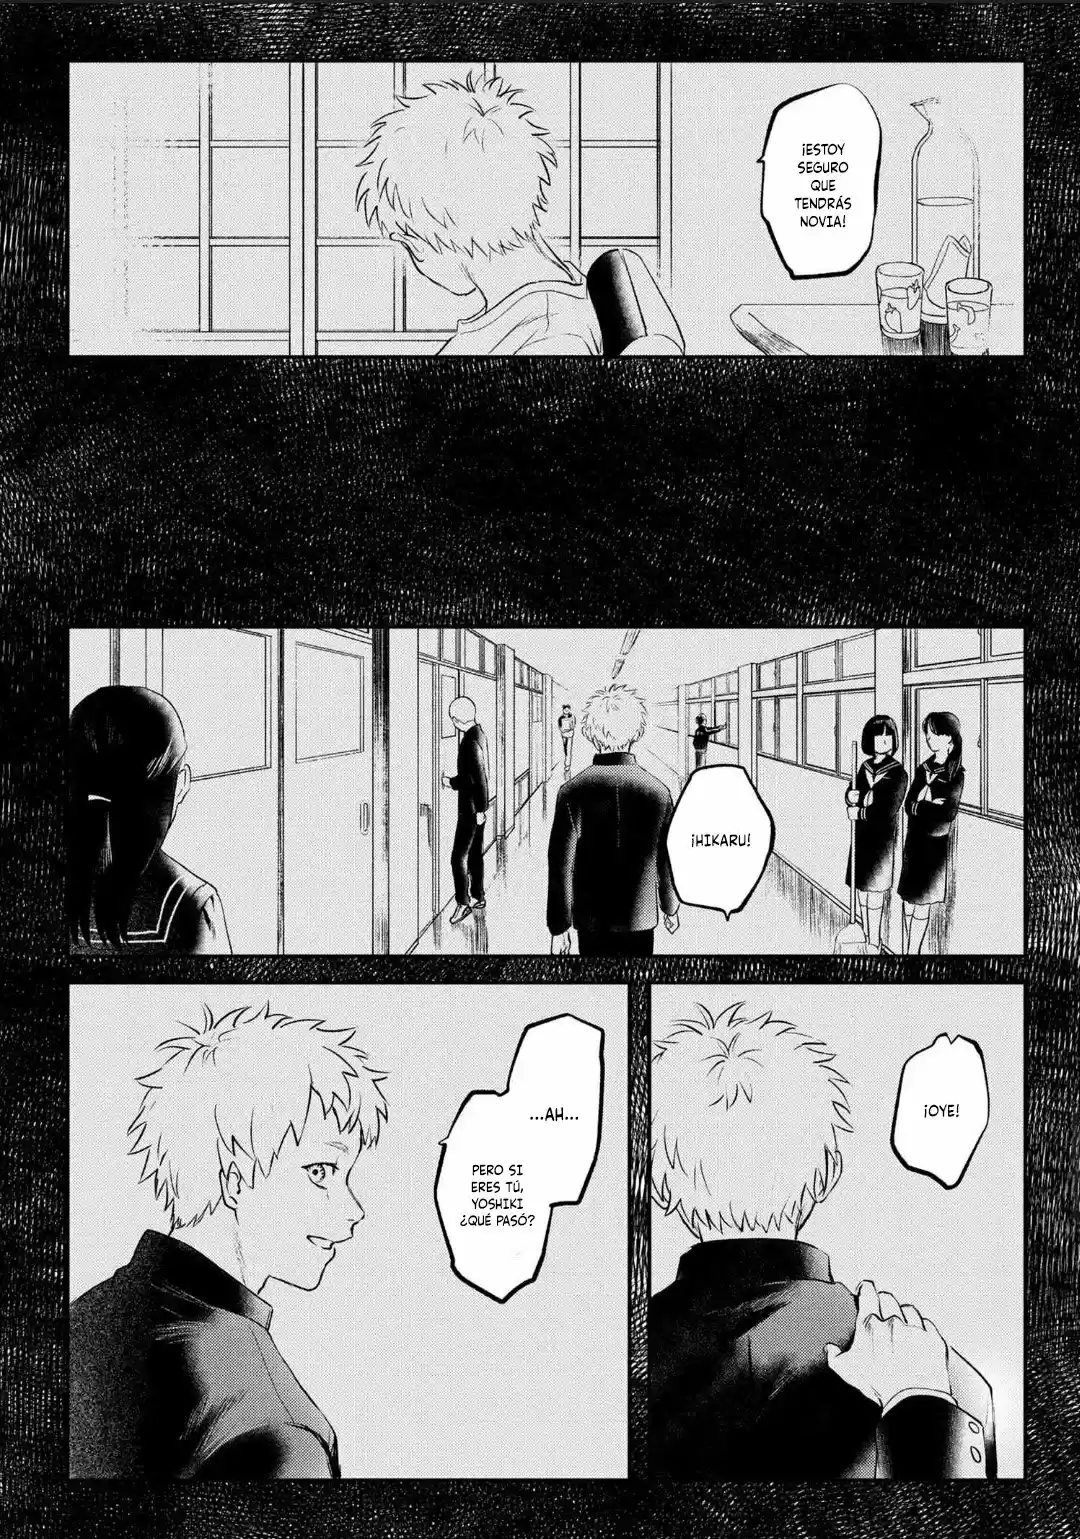 ¡ESTOY
SEGURO
QUE
TENDRÁS
NOVIA!
¡HIKARU!
¡OYE!
...AH...
PERO SI
ERES TÚ,
YOSHIKI
¿QUÉ PASÓ?